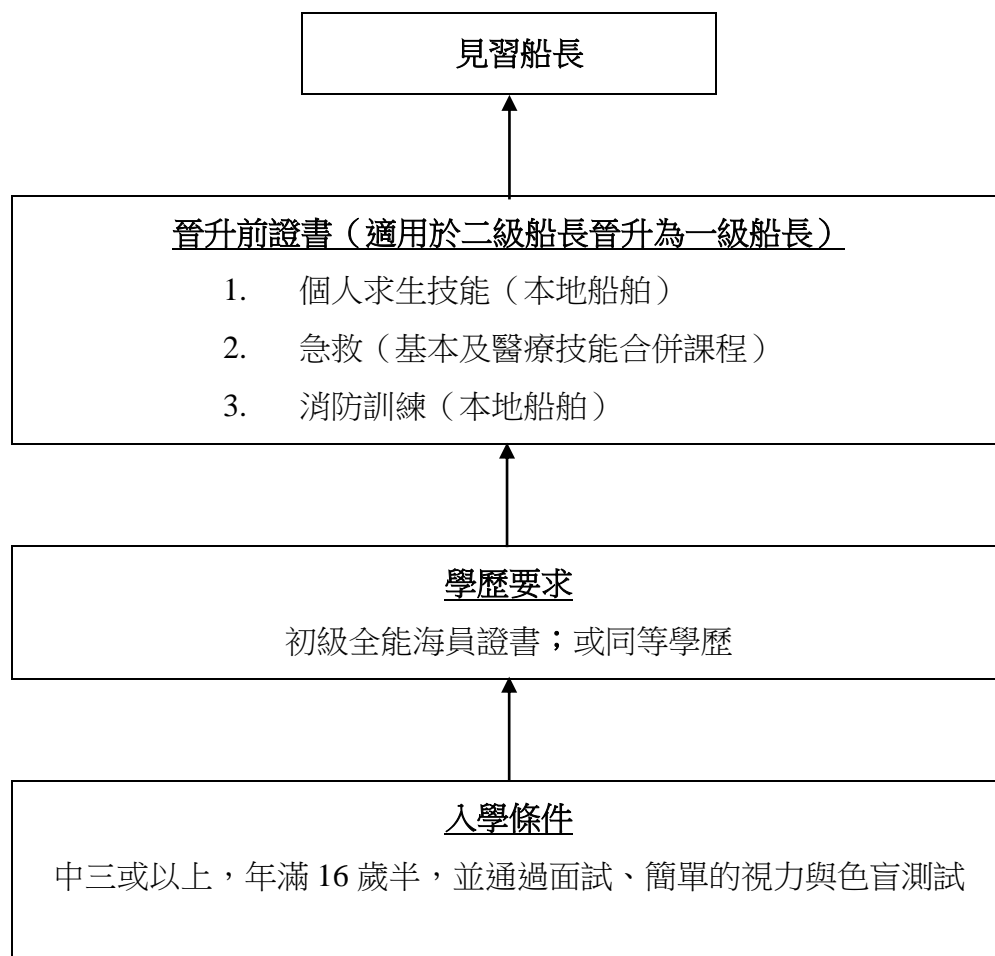 見習船長
晉升前證書（適用於二級船長晉升為一級船長）
1. 個人求生技能（本地船舶）
2. 急救（基本及醫療技能合併課程）
3. 消防訓練（本地船舶）
學歷要求
初級全能海員證書；或同等學歷
入學條件
中三或以上，年滿 16 歲半，並通過面試、簡單的視力與色盲測試